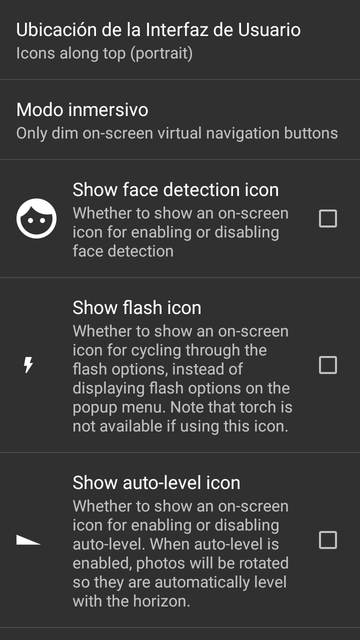 Ubicación de la Interfaz de Usuario
Icons along top (portrait)
Modo inmersivo
Only dim on-screen virtual navigation buttons
Show face detection icon
Whether to show an on-screen
icon for enabling or disabling
face detection
Show flash icon
Whether to show an on-screen
icon for cycling through the
flash options, instead of
displaying flash options on the
popup menu. Note that torch is
not available if using this icon.
Show auto-level icon
Whether to show an on-screen
icon for enabling or disabling
auto-level. When auto-level is
enabled, photos will be rotated
so they are automatically level
with the horizon.